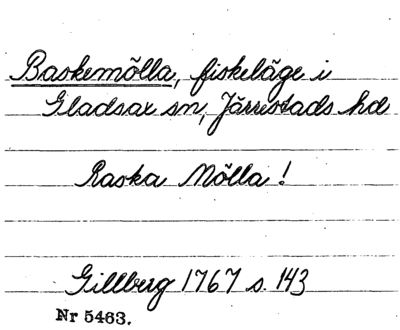 Baskemölla, fiskeläge i
Gladsax sn, Järrestads hd
Raska Mölla!
Gillberg 1767 s. 143
Nr 5463.